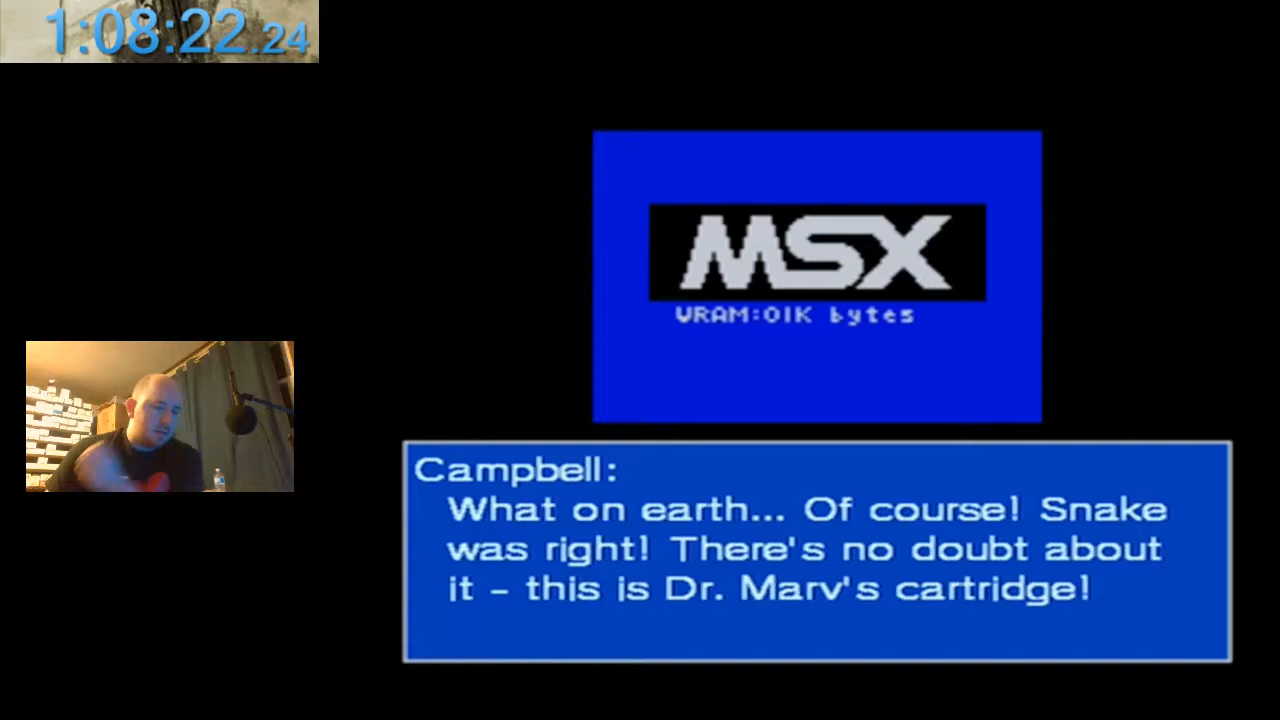 1:08:22.24
MSX
VRAM:01K bytes
Campbell:
What on earth... Of course! Snake
was right! There's no doubt about
it - this is Dr. Marv's cartridge!